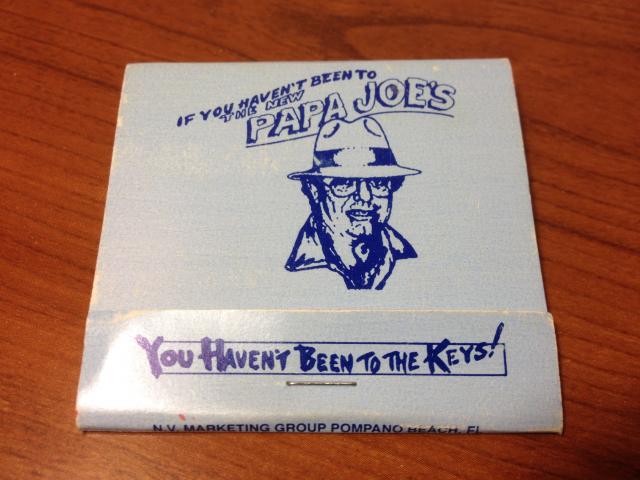 IF YOU HAVEN'T BEEN TO
THE NEW
PAPA JOE'S
YOU HAVEN'T BEEN TO THE KEYS!
N.V. MARKETING GROUP POMPANO BEACH, FL